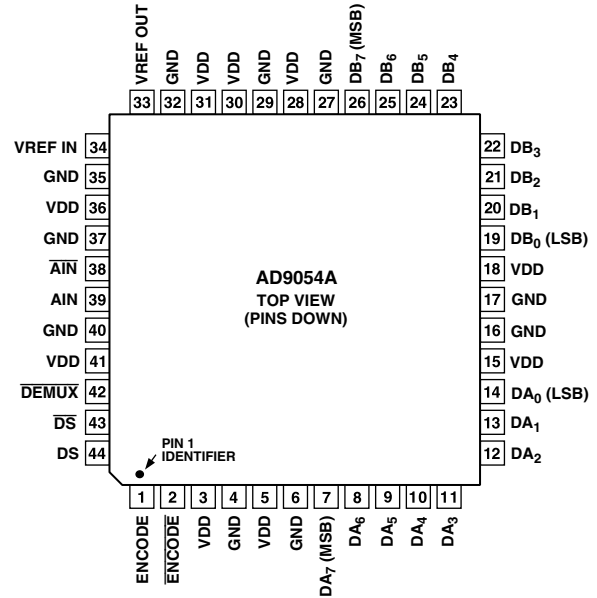 VREF OUT
GND
VDD
VDD
GND
VDD
GND
DB7 (MSB)
DB6
DB5
DB4
33 32 31 30 29 28 27 26 25 24 23
VREF IN 34
GND 35
VDD 36
GND 37
A̅I̅N̅ 38
AIN 39
GND 40
VDD 41
D̅E̅M̅U̅X̅ 42
D̅S̅ 43
DS 44
AD9054A
TOP VIEW
(PINS DOWN)
PIN 1
IDENTIFIER
22 DB3
21 DB2
20 DB1
19 DB0 (LSB)
18 VDD
17 GND
16 GND
15 VDD
14 DA0 (LSB)
13 DA1
12 DA2
1 2 3 4 5 6 7 8 9 10 11
ENCODE
E̅N̅C̅O̅D̅E̅
VDD
GND
VDD
GND
DA7 (MSB)
DA6
DA5
DA4
DA3